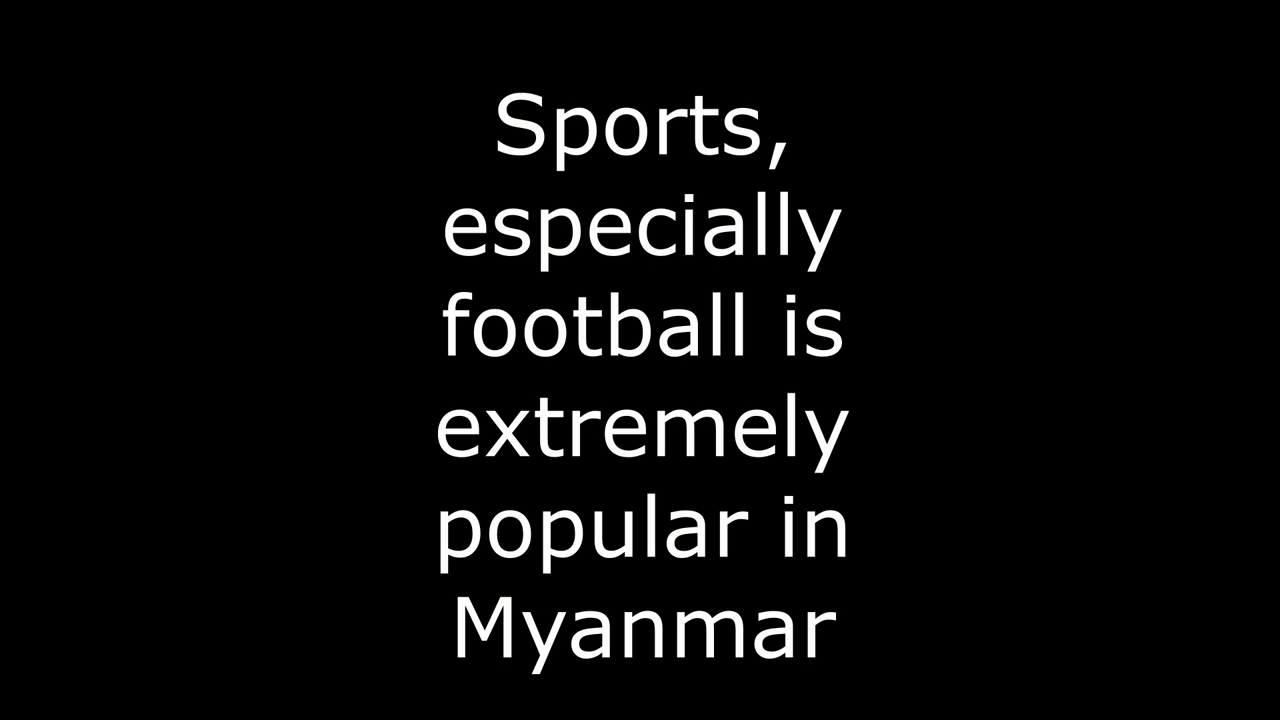 Sports,
especially
football is
extremely
popular in
Myanmar